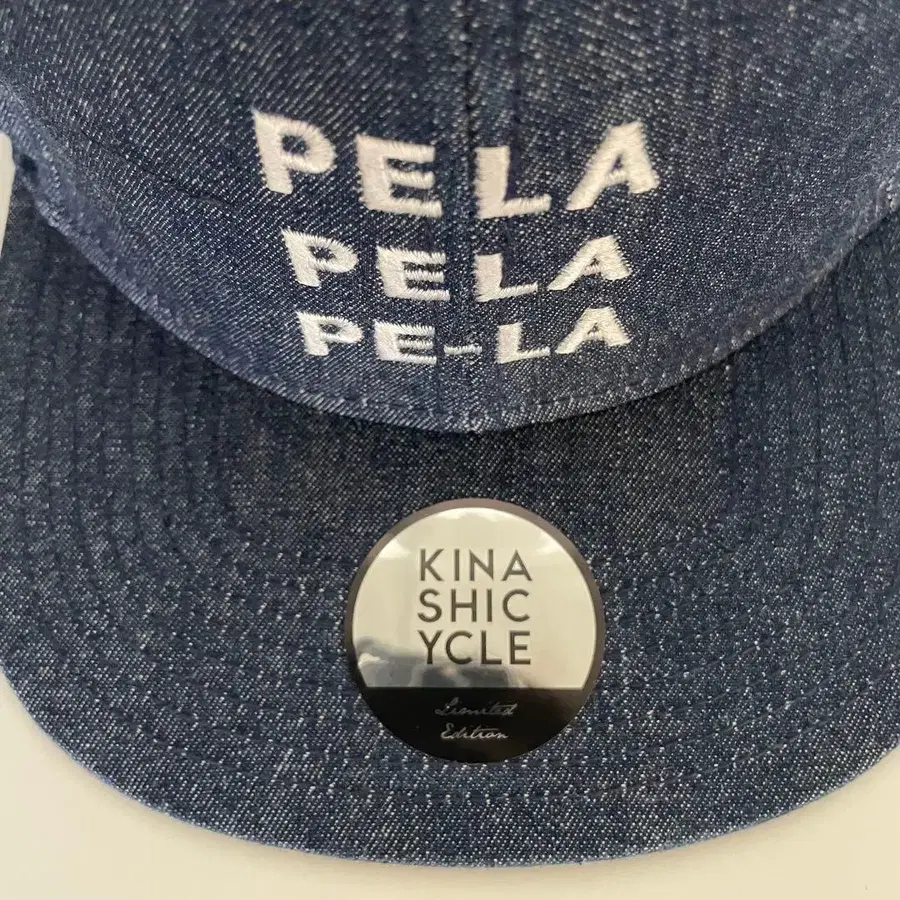 PELA
PELA
PE-LA
KINA
SHIC
YCLE
Limited
Edition